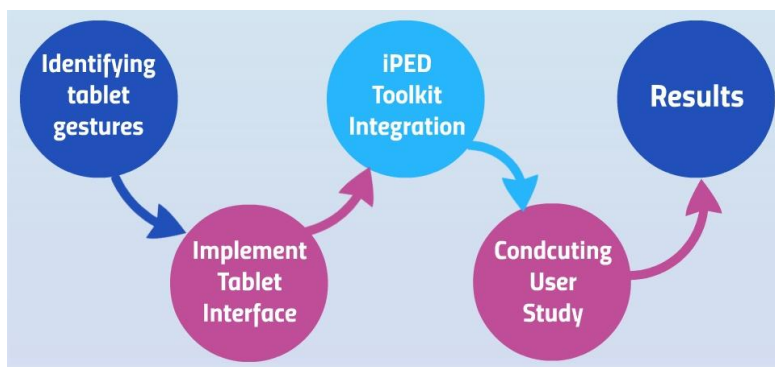 Identifying
tablet
gestures
Implement
Tablet
Interface
iPED
Toolkit
Integration
Condcuting
User
Study
Results